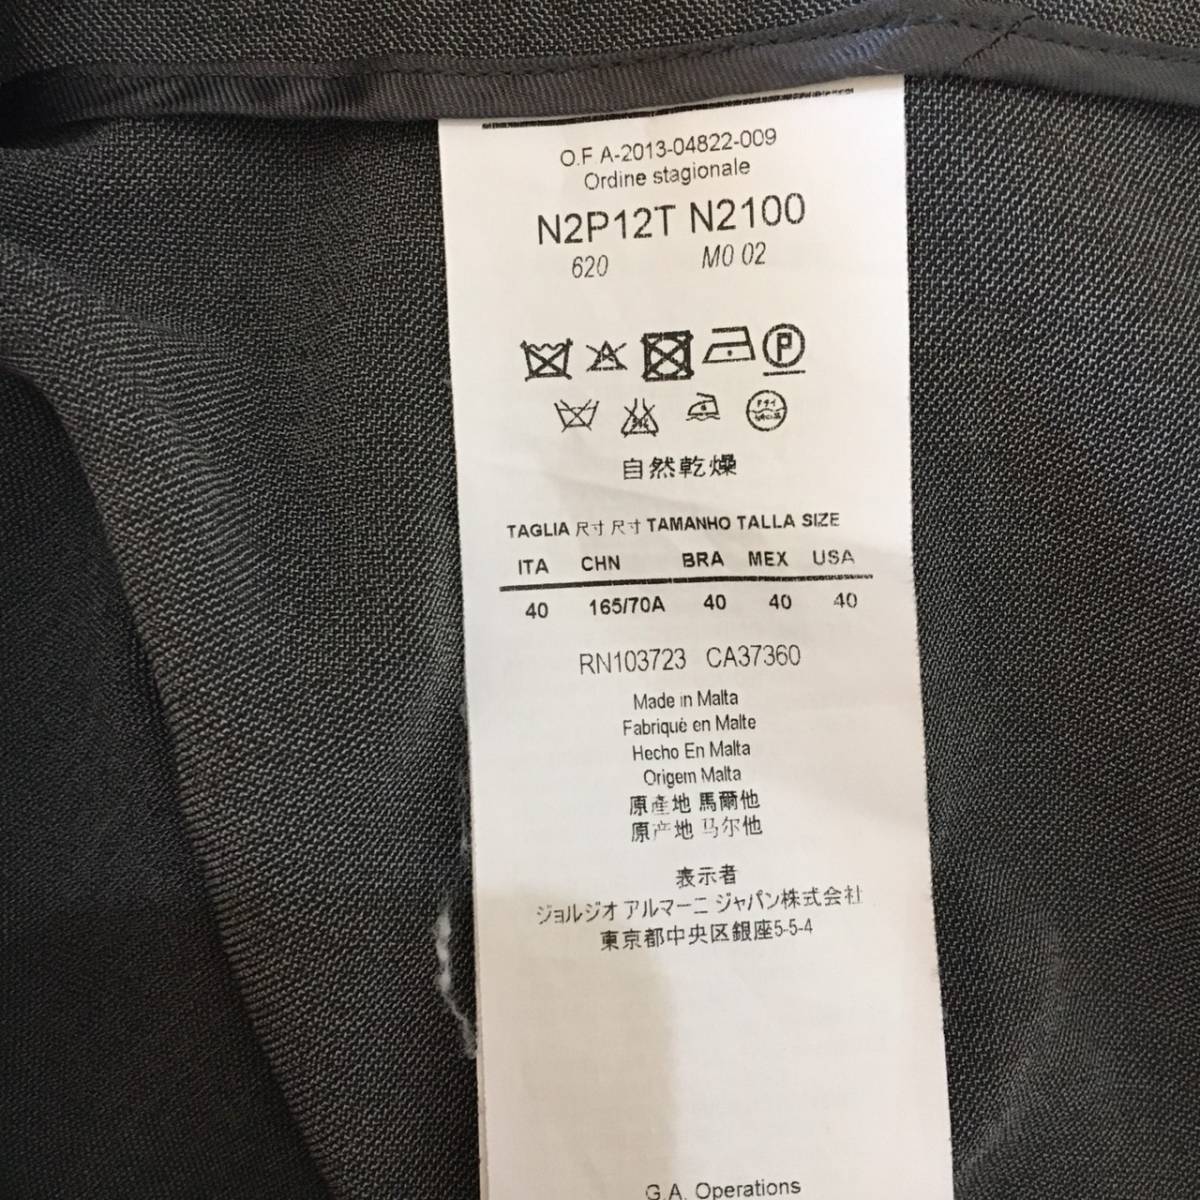 O.F A-2013-04822-009
Ordine stagionale
N2P12T N2100
620 M0 02
P
自然乾燥
TAGLIA 尺寸 尺寸 TAMANHO TALLA SIZE
ITA CHN BRA MEX USA
40 165/70A 40 40 40
RN103723 CA37360
Made in Malta
Fabriqué en Malte
Hecho En Malta
Origem Malta
原產地 馬爾他
原产地 马尔他
表示者
ジョルジオ アルマーニ ジャパン株式会社
東京都中央区銀座5-5-4
G.A. Operations